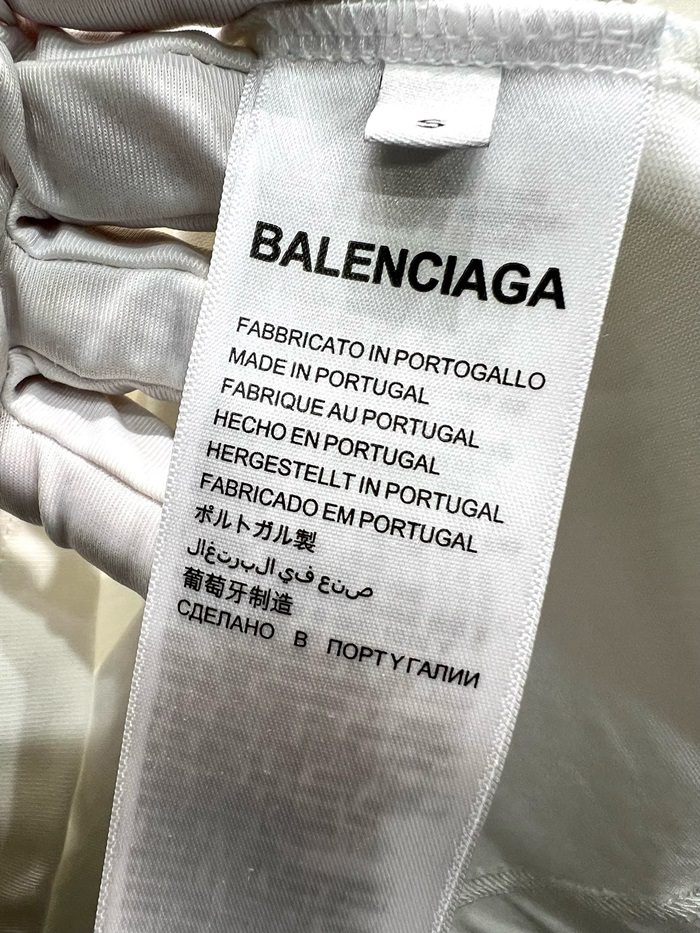 S
BALENCIAGA
FABBRICATO IN PORTOGALLO
MADE IN PORTUGAL
FABRIQUE AU PORTUGAL
HECHO EN PORTUGAL
HERGESTELLT IN PORTUGAL
FABRICADO EM PORTUGAL
ポルトガル製
صنع في البرتغال
葡萄牙制造
СДЕЛАНО В ПОРТУГАЛИИ